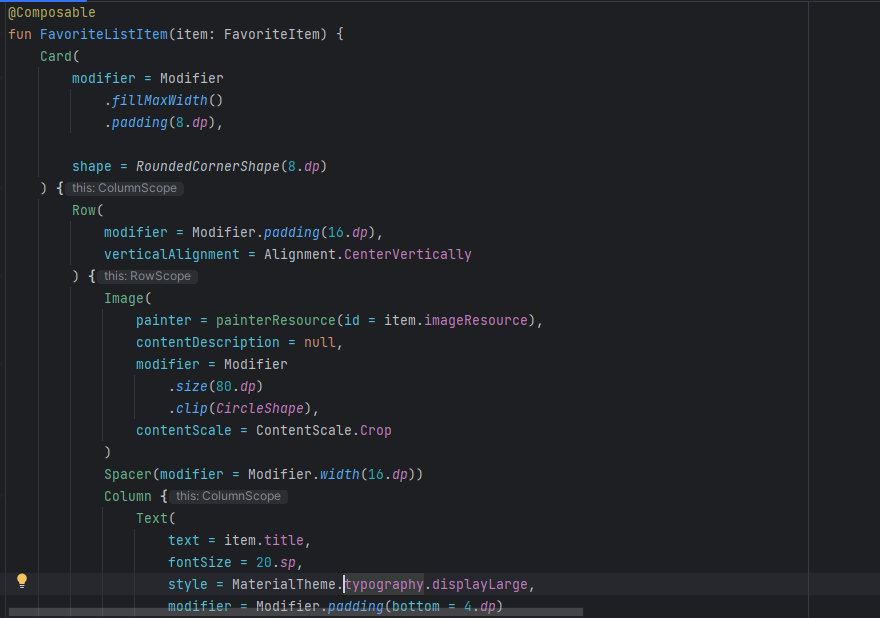 @Composable
fun FavoriteListItem(item: FavoriteItem) {
    Card(
        modifier = Modifier
            .fillMaxWidth()
            .padding(8.dp),

        shape = RoundedCornerShape(8.dp)
    ) { this: ColumnScope
        Row(
            modifier = Modifier.padding(16.dp),
            verticalAlignment = Alignment.CenterVertically
        ) { this: RowScope
            Image(
                painter = painterResource(id = item.imageResource),
                contentDescription = null,
                modifier = Modifier
                    .size(80.dp)
                    .clip(CircleShape),
                contentScale = ContentScale.Crop
            )
            Spacer(modifier = Modifier.width(16.dp))
            Column { this: ColumnScope
                Text(
                    text = item.title,
                    fontSize = 20.sp,
                    style = MaterialTheme.typography.displayLarge,
                    modifier = Modifier.padding(bottom = 4.dp)